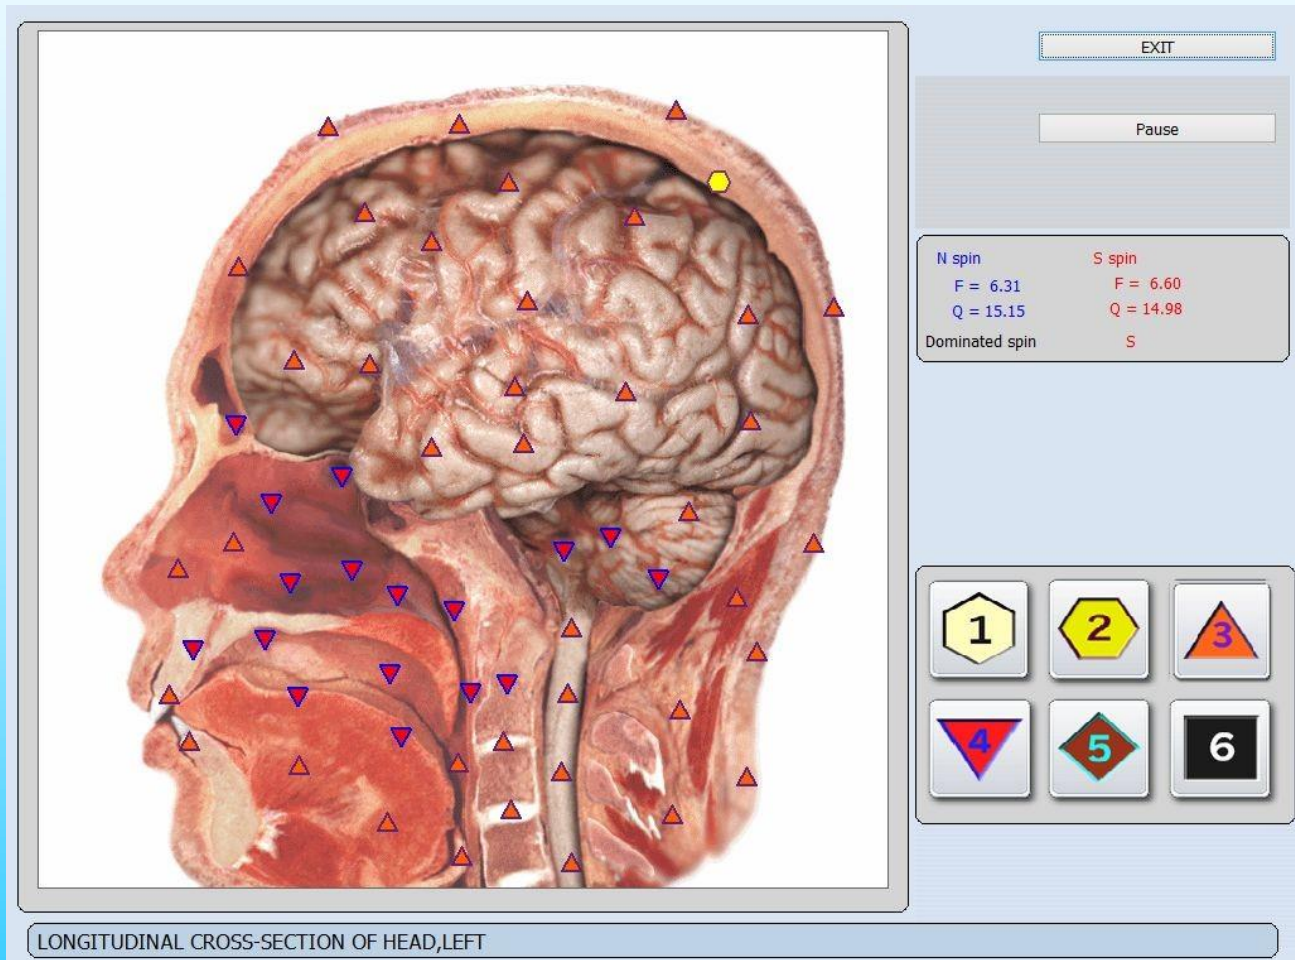 EXIT
Pause
N spin S spin
F = 6.31 F = 6.60
Q = 15.15 Q = 14.98
Dominated spin S
1 2 3
4 5 6
LONGITUDINAL CROSS-SECTION OF HEAD,LEFT